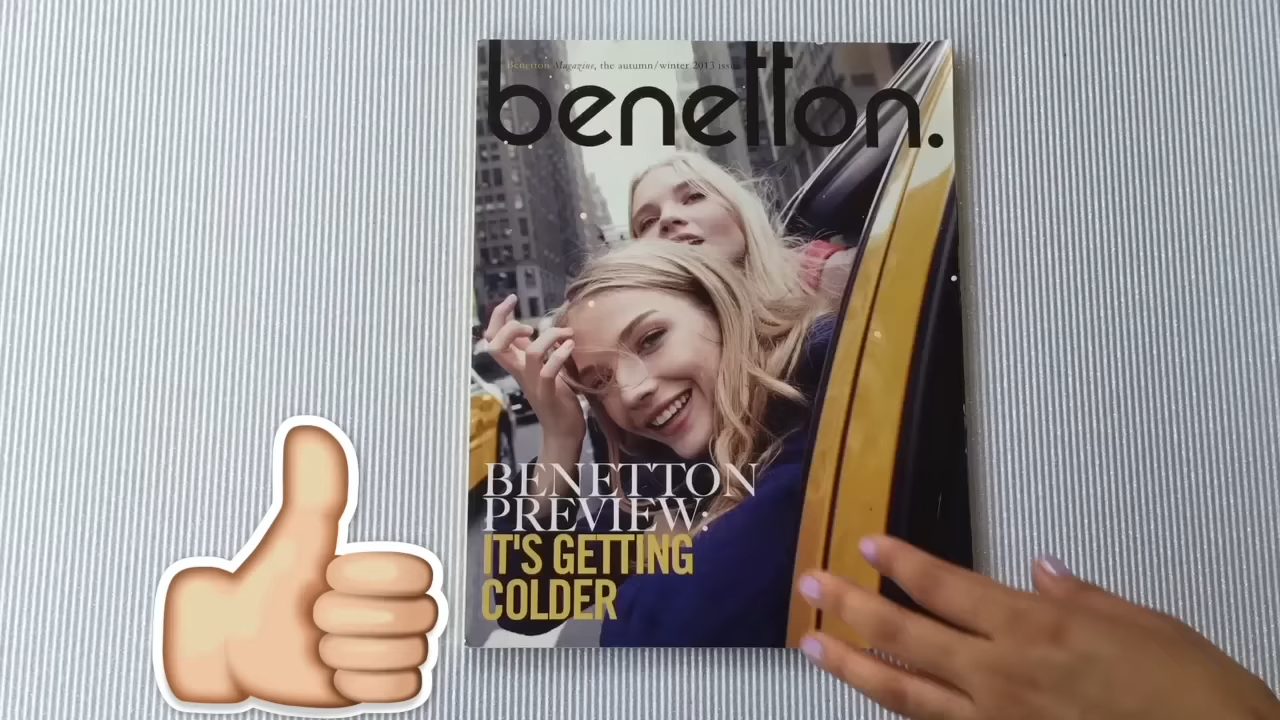 Benetton Magazine, the autumn/winter 2013 issue
benetton.
BENETTON
PREVIEW:
IT'S GETTING
COLDER